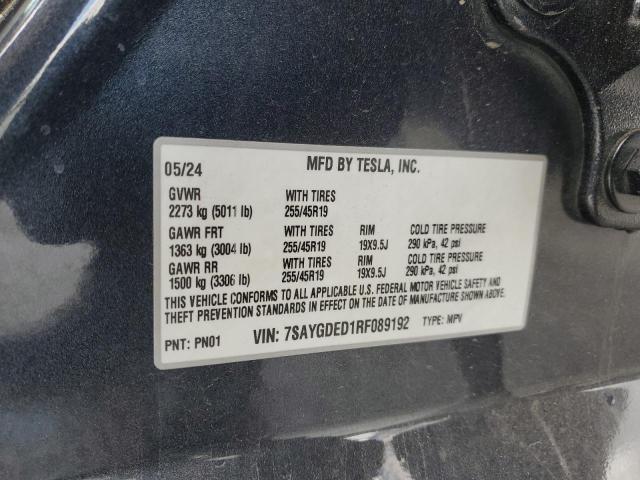 05/24 MFD BY TESLA, INC.
GVWR WITH TIRES
2273 kg (5011 lb) 255/45R19
GAWR FRT WITH TIRES RIM COLD TIRE PRESSURE
1363 kg (3004 lb) 255/45R19 19X9.5J 290 kPa, 42 psi
GAWR RR WITH TIRES RIM COLD TIRE PRESSURE
1500 kg (3306 lb) 255/45R19 19X9.5J 290 kPa, 42 psi
THIS VEHICLE CONFORMS TO ALL APPLICABLE U.S. FEDERAL MOTOR VEHICLE SAFETY AND
THEFT PREVENTION STANDARDS IN EFFECT ON THE DATE OF MANUFACTURE SHOWN ABOVE.
PNT: PN01 VIN: 7SAYGDED1RF089192 TYPE: MPV